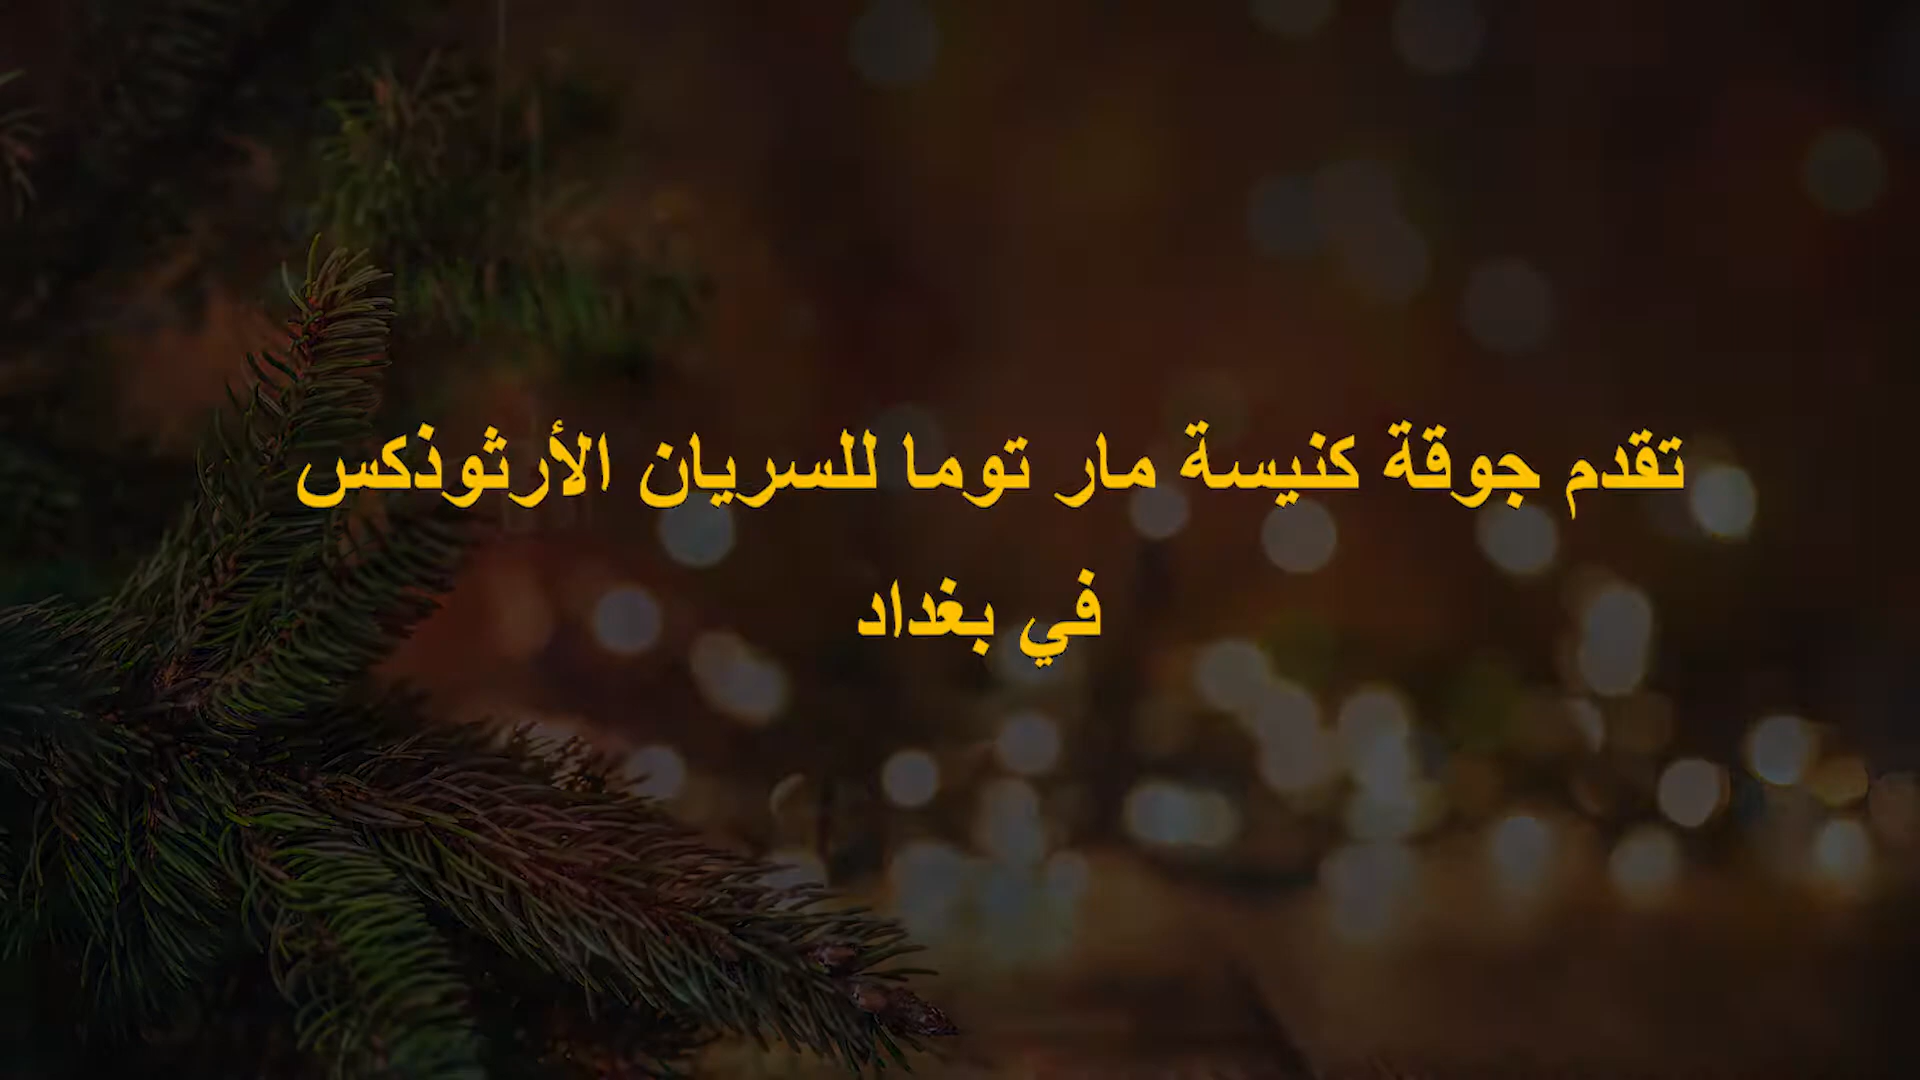 تقدم جوقة كنيسة مار توما للسريان الأرثوذكس
في بغداد